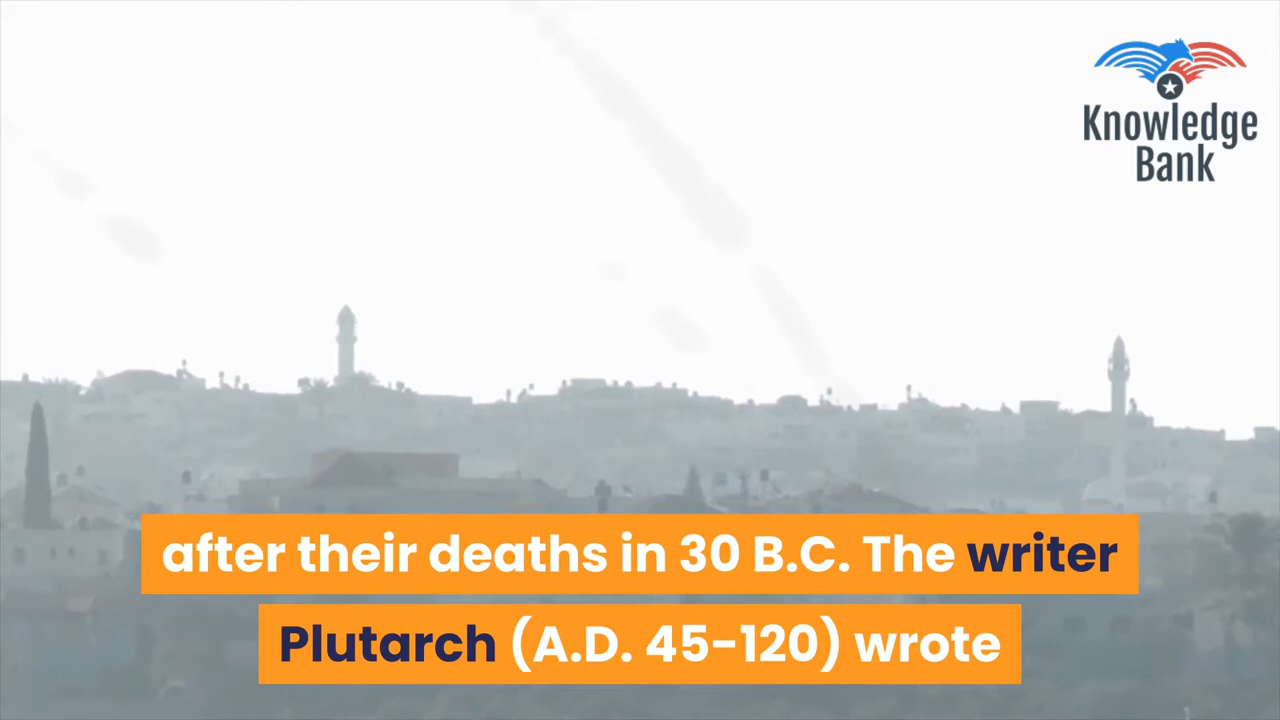 Knowledge
Bank
after their deaths in 30 B.C. The writer
Plutarch (A.D. 45-120) wrote